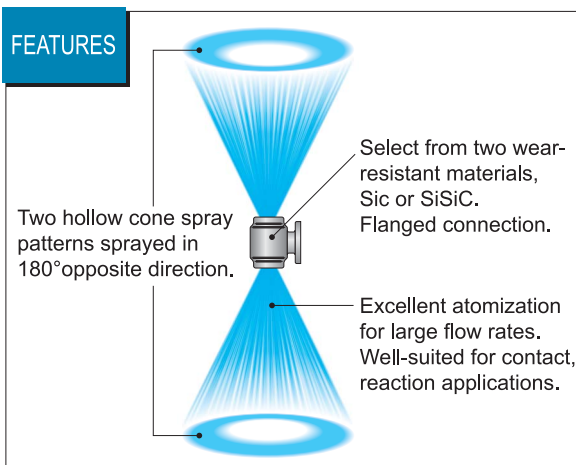 FEATURES
Select from two wear-
resistant materials,
Sic or SiSiC.
Flanged connection.
Two hollow cone spray
patterns sprayed in
180°opposite direction.
Excellent atomization
for large flow rates.
Well-suited for contact,
reaction applications.